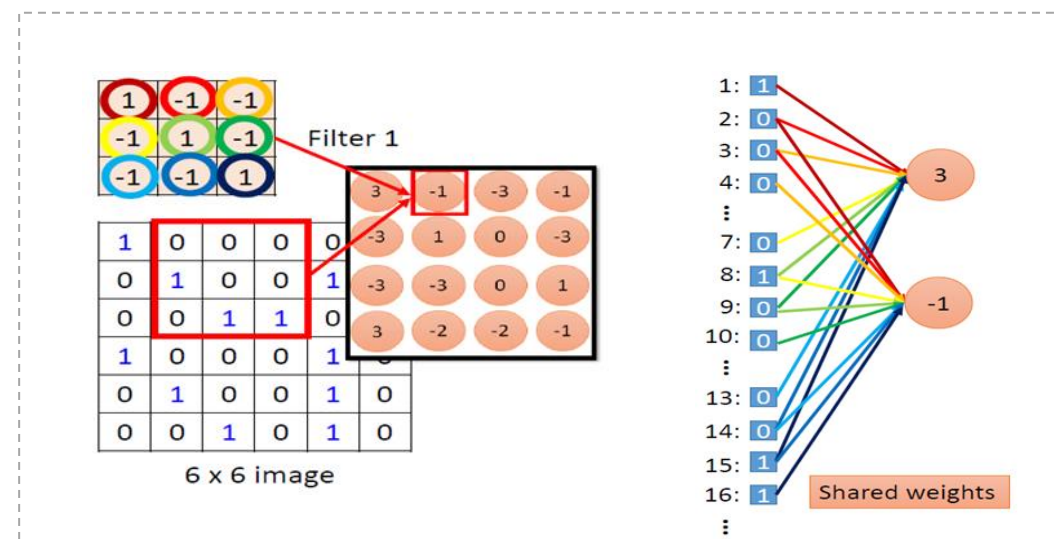 1 -1 -1
-1 1 -1
-1 -1 1
Filter 1
3 -1 -3 -1
-3 1 0 -3
-3 -3 0 1
3 -2 -2 -1
1 0 0 0 0
0 1 0 0 1
0 0 1 1 0
1 0 0 0 1
0 1 0 0 1 0
0 0 1 0 1 0
6 x 6 image
1: 1
2: 0
3: 0
4: 0
⋮
7: 0
8: 1
9: 0
10: 0
⋮
13: 0
14: 0
15: 1
16: 1
⋮
3
-1
Shared weights